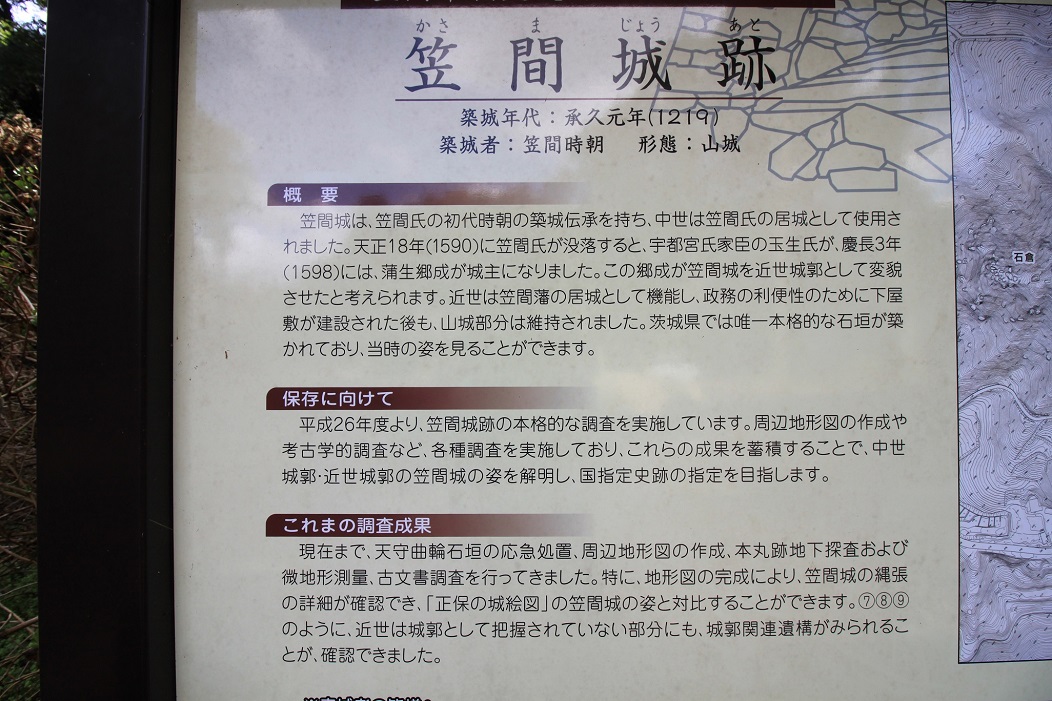 かさ ま じょう あと
笠間城跡
築城年代：承久元年(1219)
築城者：笠間時朝　形態：山城
概　要
笠間城は、笠間氏の初代時朝の築城伝承を持ち、中世は笠間氏の居城として使用さ
れました。天正18年(1590)に笠間氏が没落すると、宇都宮氏家臣の玉生氏が、慶長3年
(1598)には、蒲生郷成が城主になりました。この郷成が笠間城を近世城郭として変貌
させたと考えられます。近世は笠間藩の居城として機能し、政務の利便性のために下屋
敷が建設された後も、山城部分は維持されました。茨城県では唯一本格的な石垣が築
かれており、当時の姿を見ることができます。
保存に向けて
平成26年度より、笠間城跡の本格的な調査を実施しています。周辺地形図の作成や
考古学的調査など、各種調査を実施しており、これらの成果を蓄積することで、中世
城郭・近世城郭の笠間城の姿を解明し、国指定史跡の指定を目指します。
これまの調査成果
現在まで、天守曲輪石垣の応急処置、周辺地形図の作成、本丸跡地下探査および
微地形測量、古文書調査を行ってきました。特に、地形図の完成により、笠間城の縄張
の詳細が確認でき、「正保の城絵図」の笠間城の姿と対比することができます。⑦⑧⑨
のように、近世は城郭として把握されていない部分にも、城郭関連遺構がみられるこ
とが、確認できました。
石倉